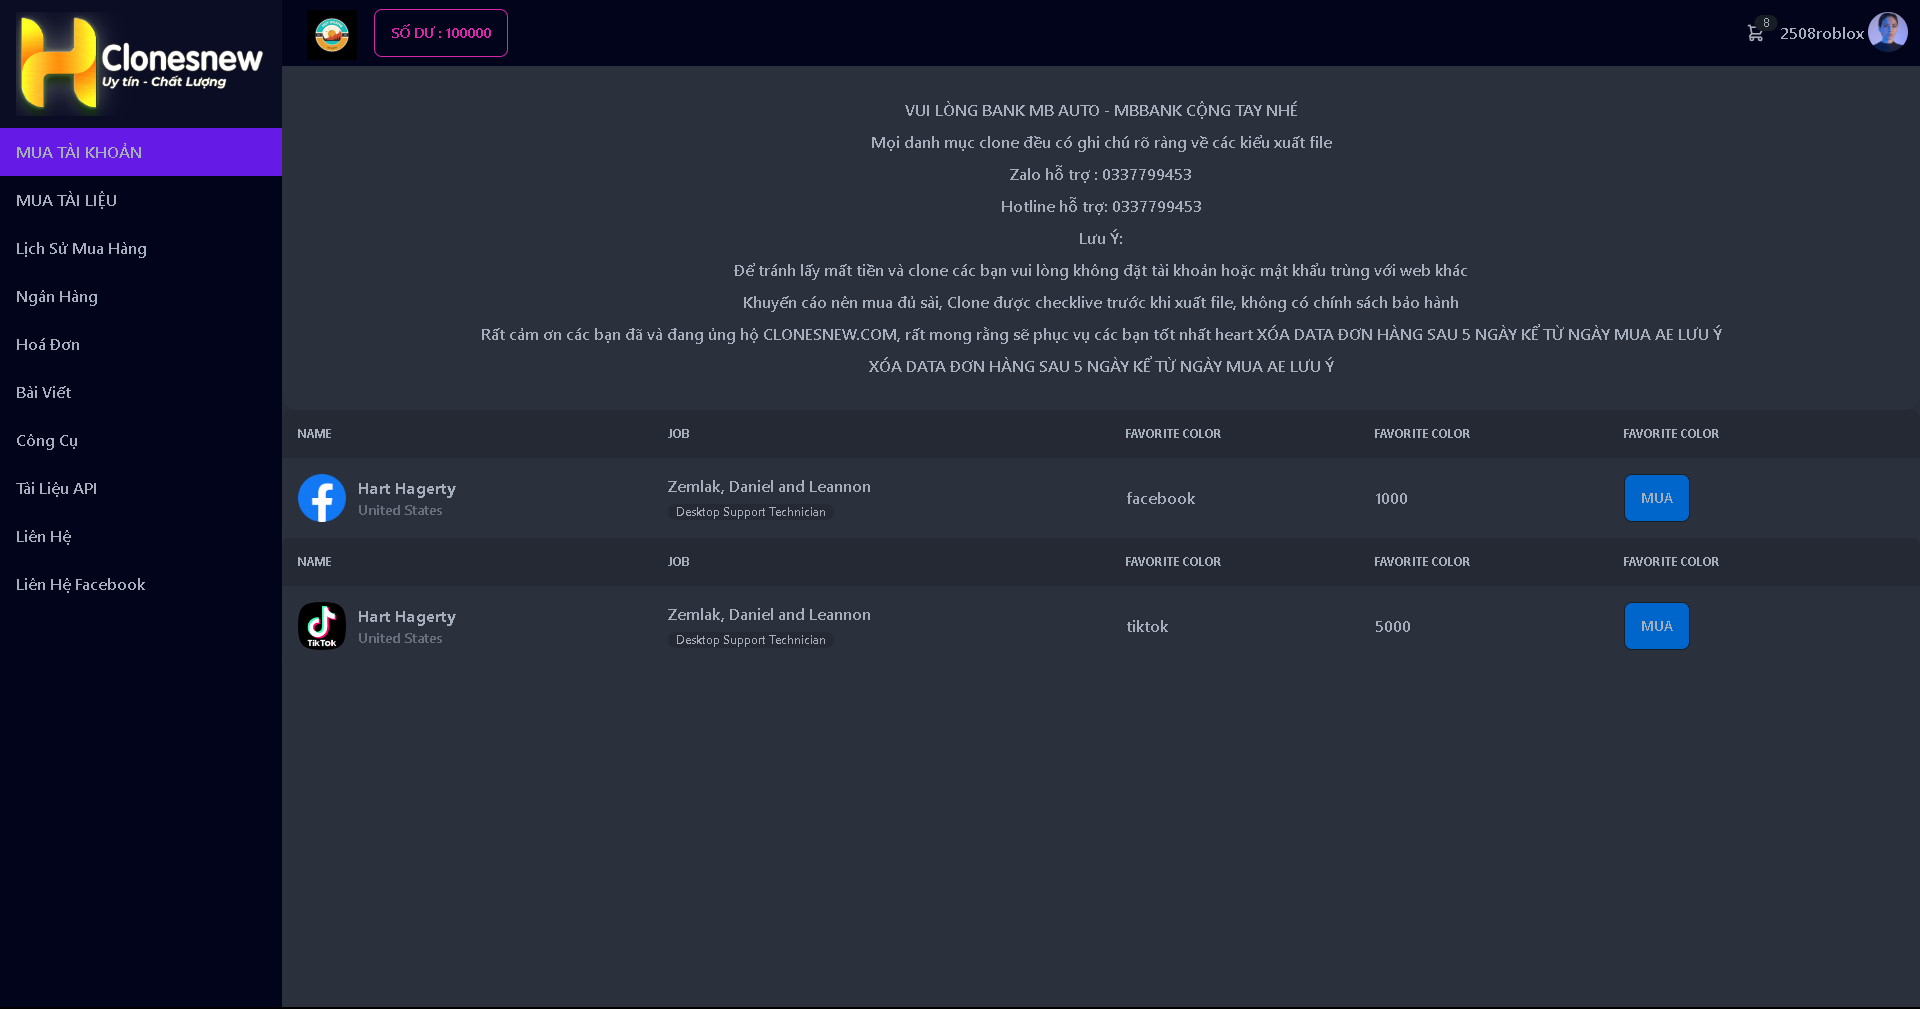 Clonesnew
Uy tín - Chất Lượng
MUA TÀI KHOẢN
MUA TÀI LIỆU
Lịch Sử Mua Hàng
Ngân Hàng
Hoá Đơn
Bài Viết
Công Cụ
Tài Liệu API
Liên Hệ
Liên Hệ Facebook
SỐ DƯ : 100000
8
2508roblox
VUI LÒNG BANK MB AUTO - MBBANK CỘNG TAY NHÉ
Mọi danh mục clone đều có ghi chú rõ ràng về các kiểu xuất file
Zalo hỗ trợ : 0337799453
Hotline hỗ trợ: 0337799453
Lưu Ý:
Để tránh lấy mất tiền và clone các bạn vui lòng không đặt tài khoản hoặc mật khẩu trùng với web khác
Khuyến cáo nên mua đủ sài, Clone được checklive trước khi xuất file, không có chính sách bảo hành
Rất cảm ơn các bạn đã và đang ủng hộ CLONESNEW.COM, rất mong rằng sẽ phục vụ các bạn tốt nhất heart XÓA DATA ĐƠN HÀNG SAU 5 NGÀY KỂ TỪ NGÀY MUA AE LƯU Ý
XÓA DATA ĐƠN HÀNG SAU 5 NGÀY KỂ TỪ NGÀY MUA AE LƯU Ý
NAME JOB FAVORITE COLOR FAVORITE COLOR FAVORITE COLOR
Hart Hagerty
United States
Zemlak, Daniel and Leannon
Desktop Support Technician
facebook
1000
MUA
NAME JOB FAVORITE COLOR FAVORITE COLOR FAVORITE COLOR
TikTok
Hart Hagerty
United States
Zemlak, Daniel and Leannon
Desktop Support Technician
tiktok
5000
MUA